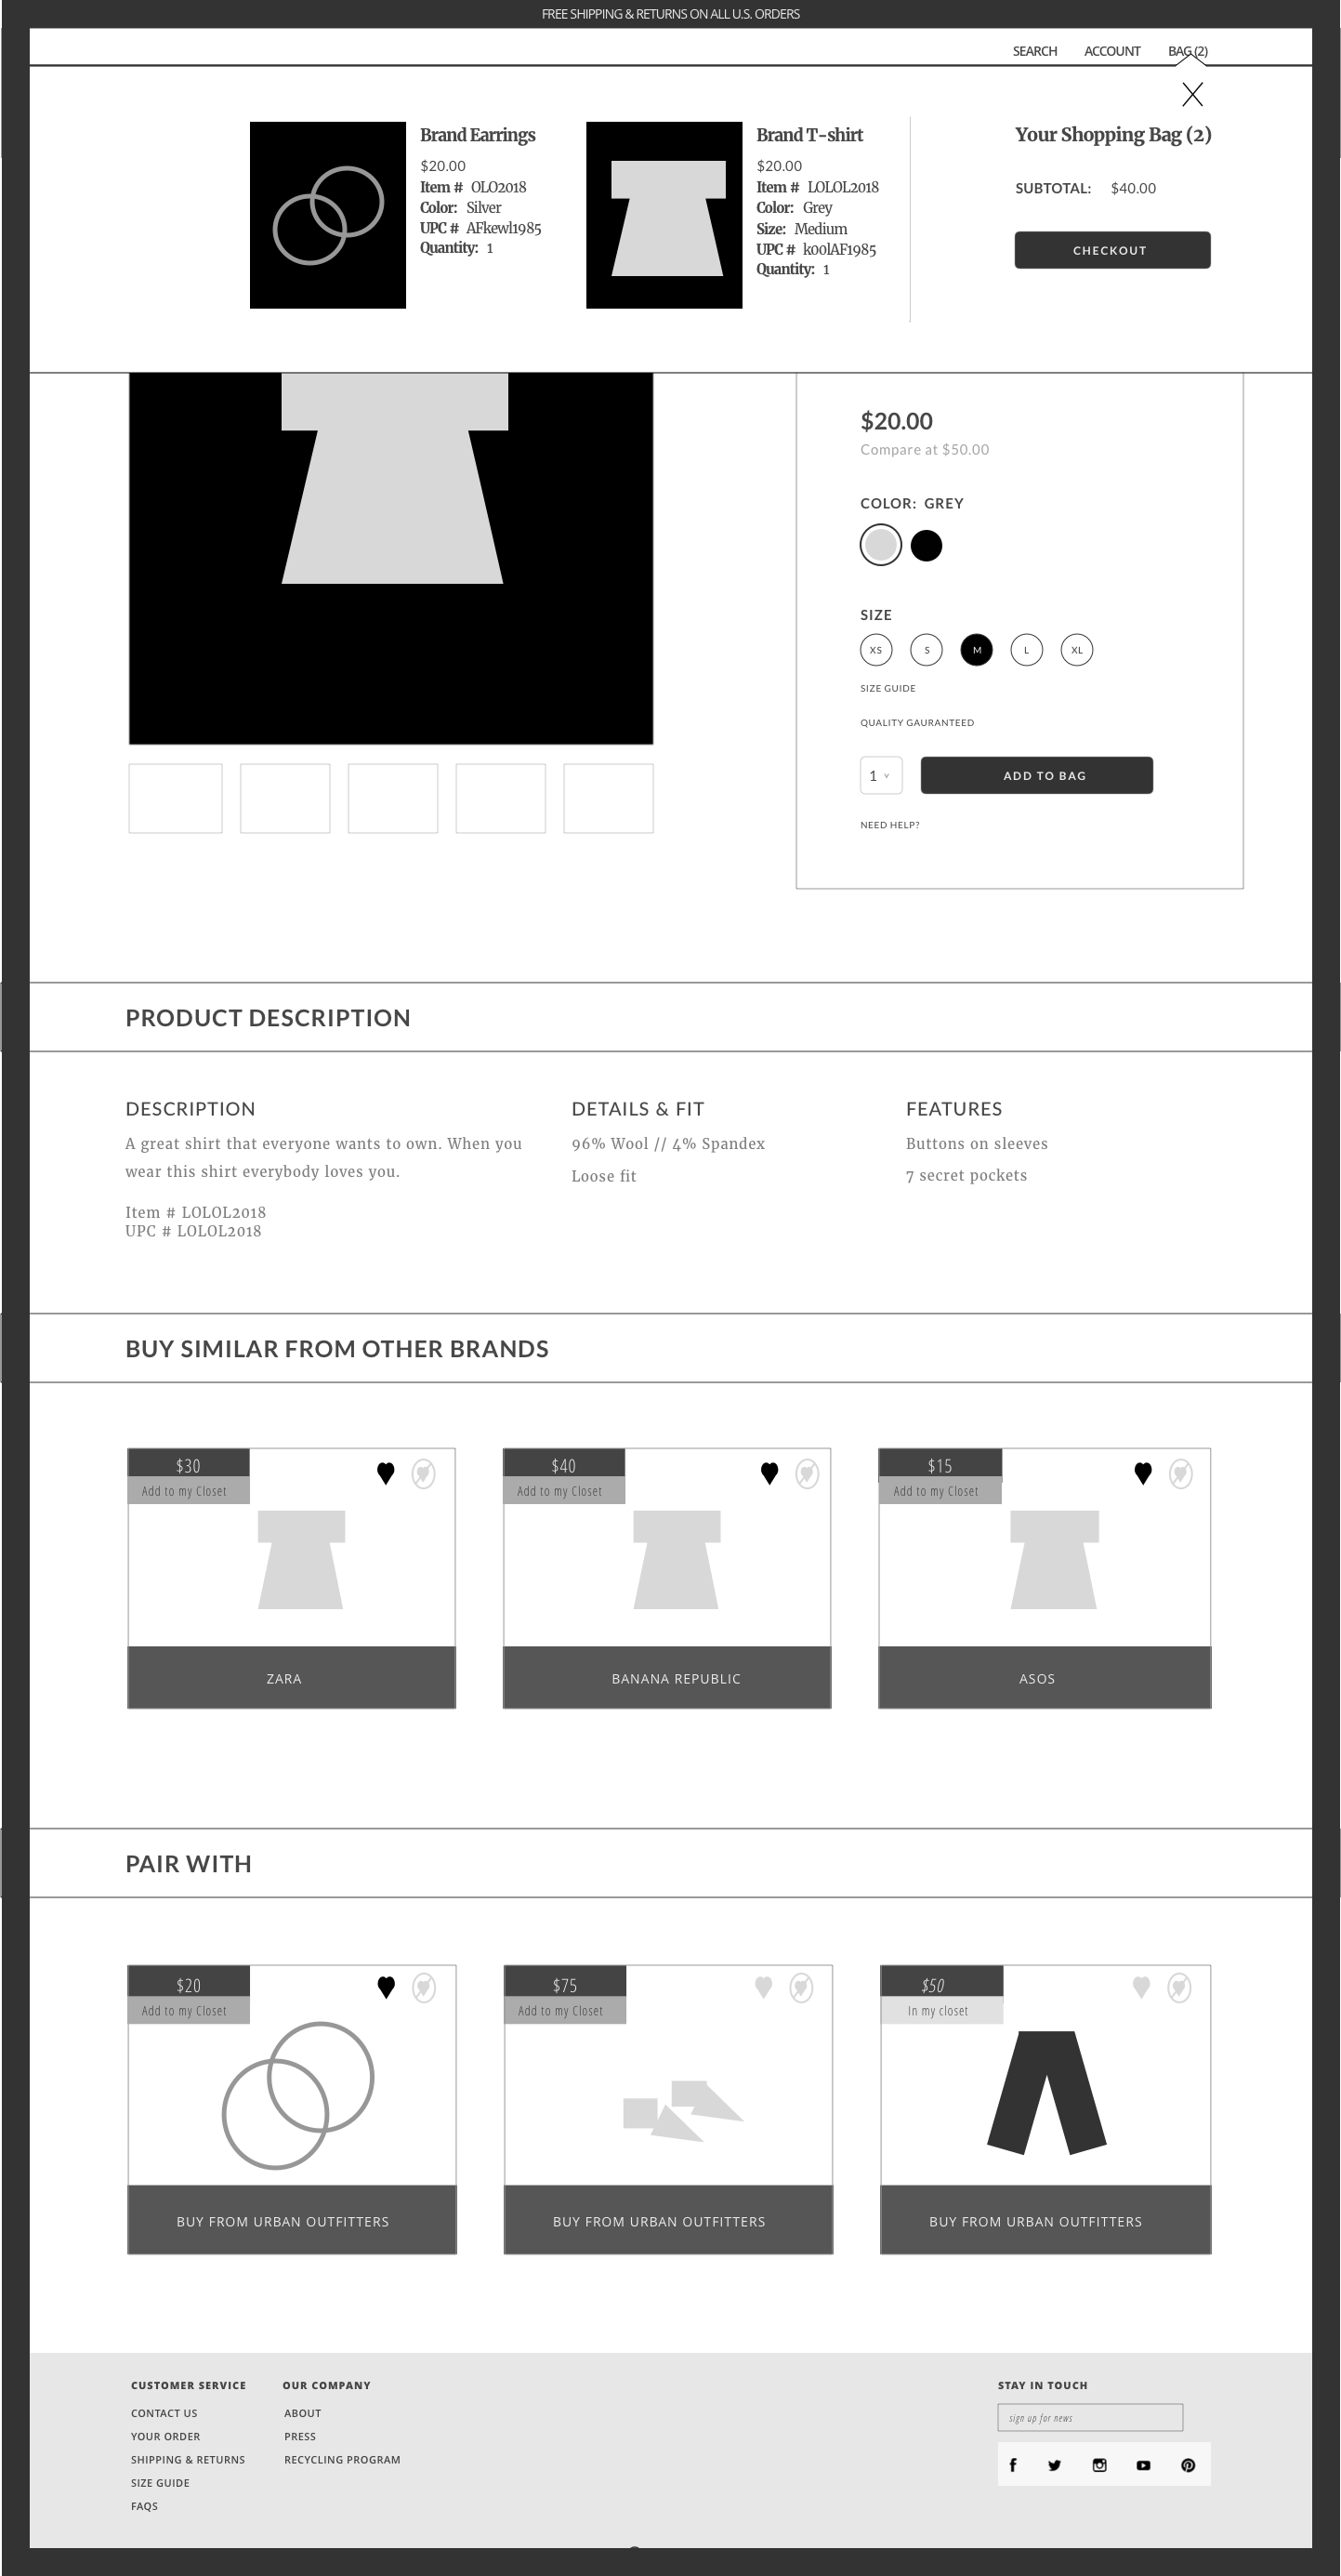 FREE SHIPPING & RETURNS ON ALL U.S. ORDERS
SEARCH ACCOUNT BAG (2)
X
Brand Earrings
$20.00
Item # OLO2018
Color: Silver
UPC # AFkewl1985
Quantity: 1
Brand T-shirt
$20.00
Item # LOLOL2018
Color: Grey
Size: Medium
UPC # k00lAF1985
Quantity: 1
Your Shopping Bag (2)
SUBTOTAL: $40.00
CHECKOUT
$20.00
Compare at $50.00
COLOR: GREY
SIZE
XS S M L XL
SIZE GUIDE
QUALITY GAURANTEED
1 ADD TO BAG
NEED HELP?
PRODUCT DESCRIPTION
DESCRIPTION
A great shirt that everyone wants to own. When you
wear this shirt everybody loves you.
Item # LOLOL2018
UPC # LOLOL2018
DETAILS & FIT
96% Wool // 4% Spandex
Loose fit
FEATURES
Buttons on sleeves
7 secret pockets
BUY SIMILAR FROM OTHER BRANDS
$30
Add to my Closet
ZARA
$40
Add to my Closet
BANANA REPUBLIC
$15
Add to my Closet
ASOS
PAIR WITH
$20
Add to my Closet
BUY FROM URBAN OUTFITTERS
$75
Add to my Closet
BUY FROM URBAN OUTFITTERS
$50
In my closet
BUY FROM URBAN OUTFITTERS
CUSTOMER SERVICE
CONTACT US
YOUR ORDER
SHIPPING & RETURNS
SIZE GUIDE
FAQS
OUR COMPANY
ABOUT
PRESS
RECYCLING PROGRAM
STAY IN TOUCH
sign up for news